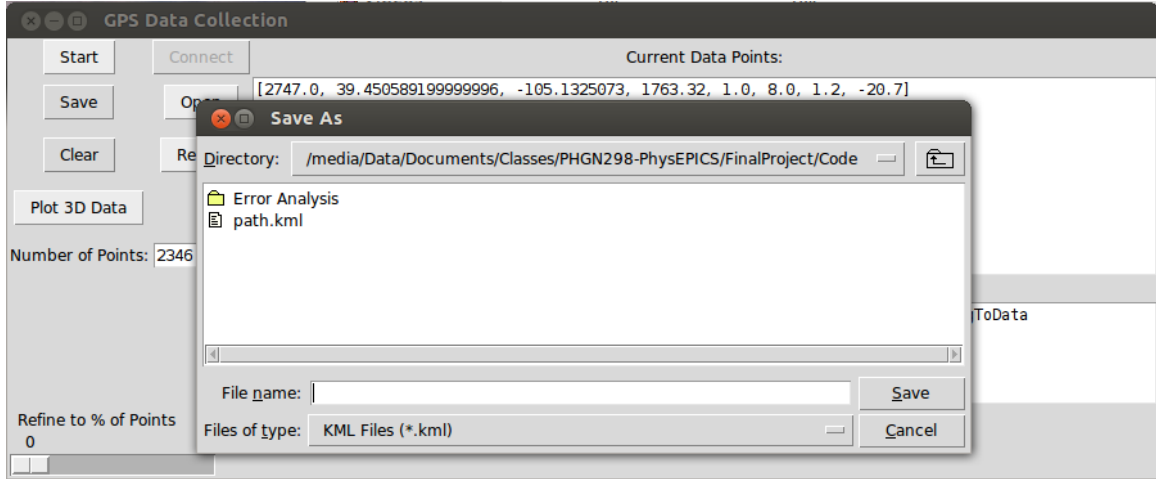 GPS Data Collection
Start
Connect
Current Data Points:
[2747.0, 39.450589199999996, -105.1325073, 1763.32, 1.0, 8.0, 1.2, -20.7]
Save
Clear
Plot 3D Data
Number of Points: 2346
Refine to % of Points
0
Save As
Directory: /media/Data/Documents/Classes/PHGN298-PhysEPICS/FinalProject/Code
Error Analysis
path.kml
File name:
Save
Files of type: KML Files (*.kml)
Cancel
ToData